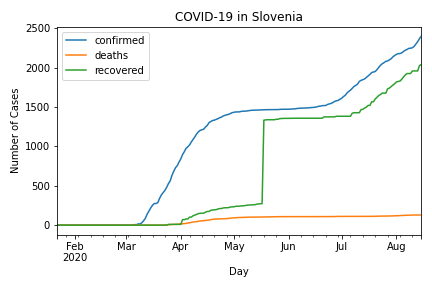 COVID-19 in Slovenia
2500
2000
1500
1000
500
0
Number of Cases
confirmed
deaths
recovered
Feb Mar Apr May Jun Jul Aug
2020
Day